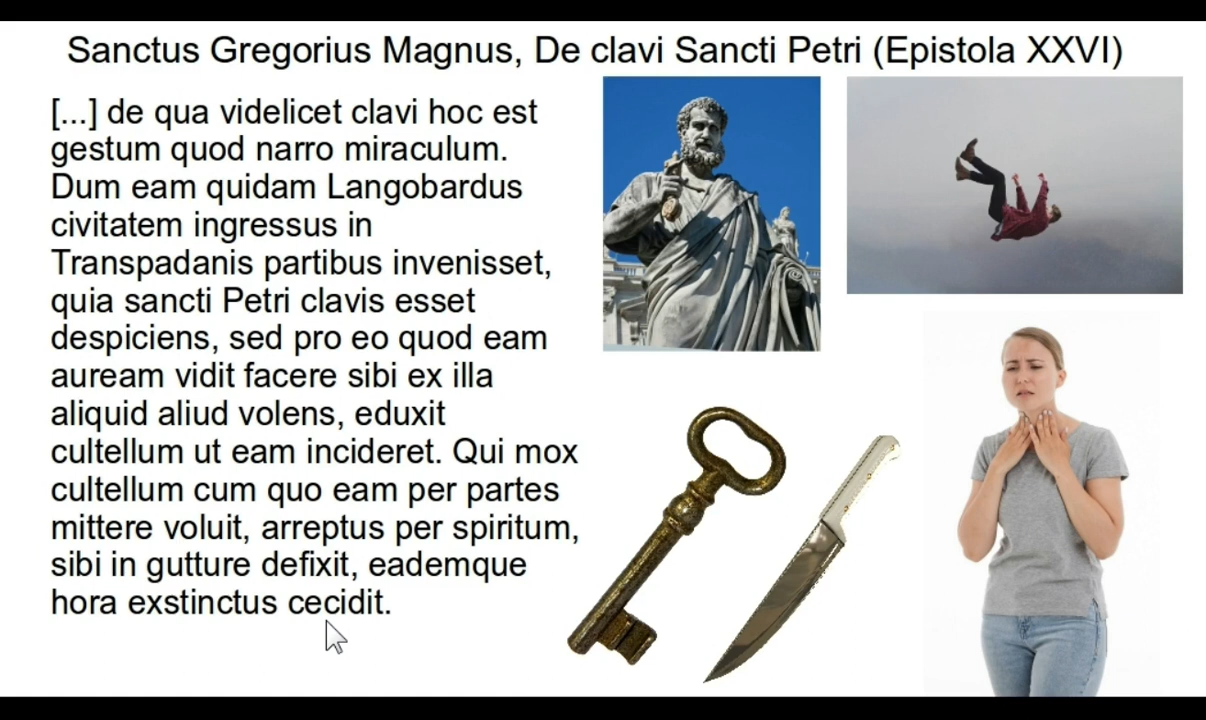 Sanctus Gregorius Magnus, De clavi Sancti Petri (Epistola XXVI)
[...] de qua videlicet clavi hoc est
gestum quod narro miraculum.
Dum eam quidam Langobardus
civitatem ingressus in
Transpadanis partibus invenisset,
quia sancti Petri clavis esset
despiciens, sed pro eo quod eam
auream vidit facere sibi ex illa
aliquid aliud volens, eduxit
cultellum ut eam incideret. Qui mox
cultellum cum quo eam per partes
mittere voluit, arreptus per spiritum,
sibi in gutture defixit, eademque
hora exstinctus cecidit.